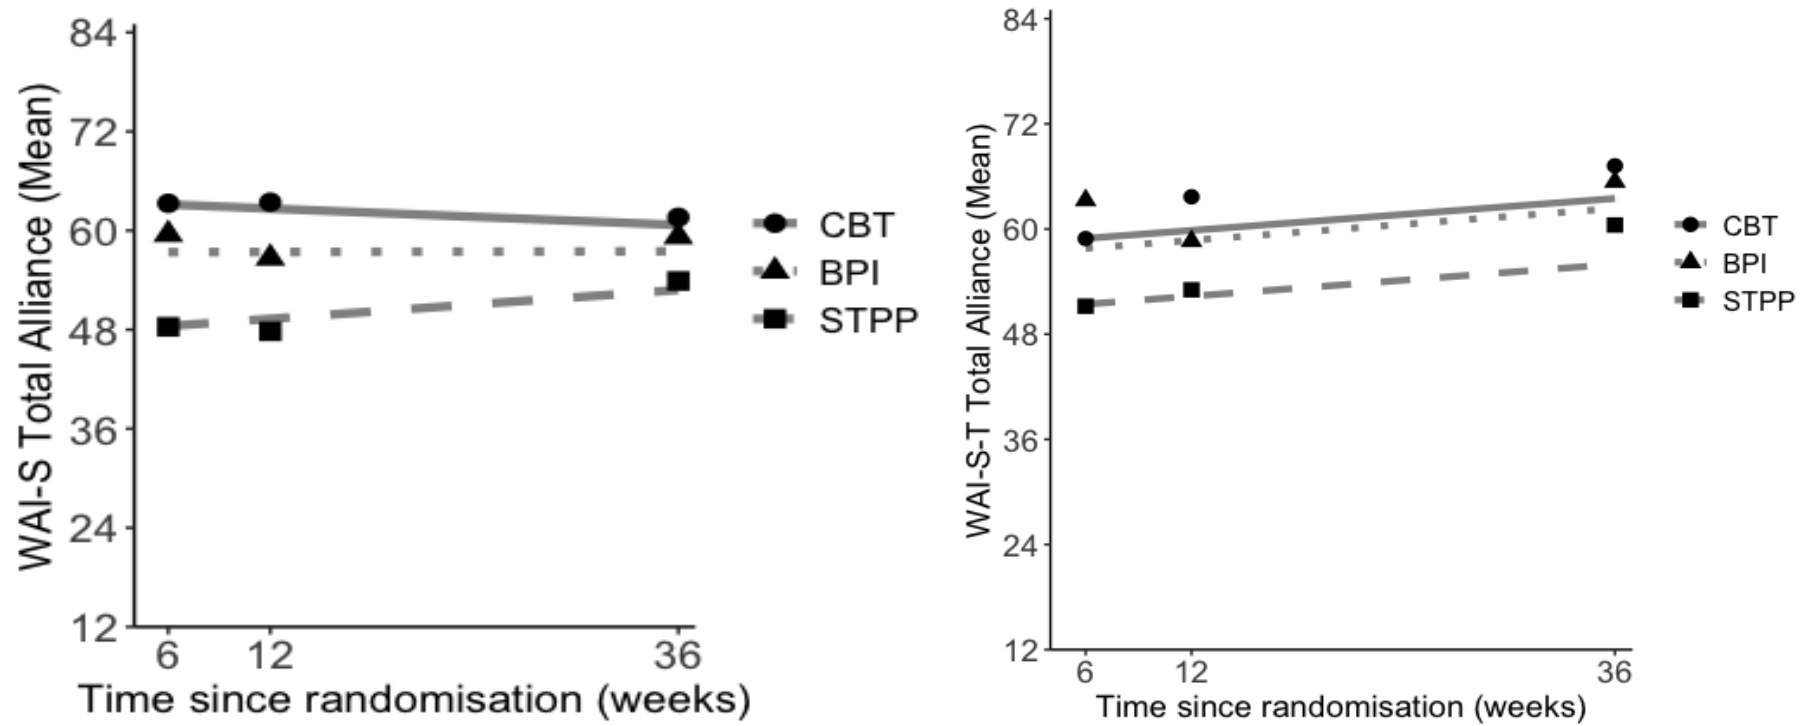 WAI-S Total Alliance (Mean)
84
72
60
48
36
24
12
6 12 36
Time since randomisation (weeks)
CBT
BPI
STPP
WAI-S-T Total Alliance (Mean)
84
72
60
48
36
24
12
6 12 36
Time since randomisation (weeks)
CBT
BPI
STPP